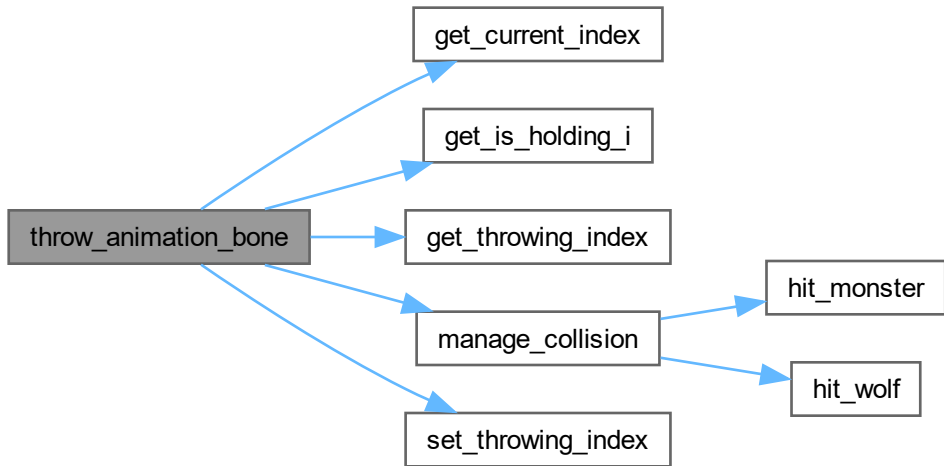 get_current_index
get_is_holding_i
throw_animation_bone
get_throwing_index
hit_monster
manage_collision
hit_wolf
set_throwing_index